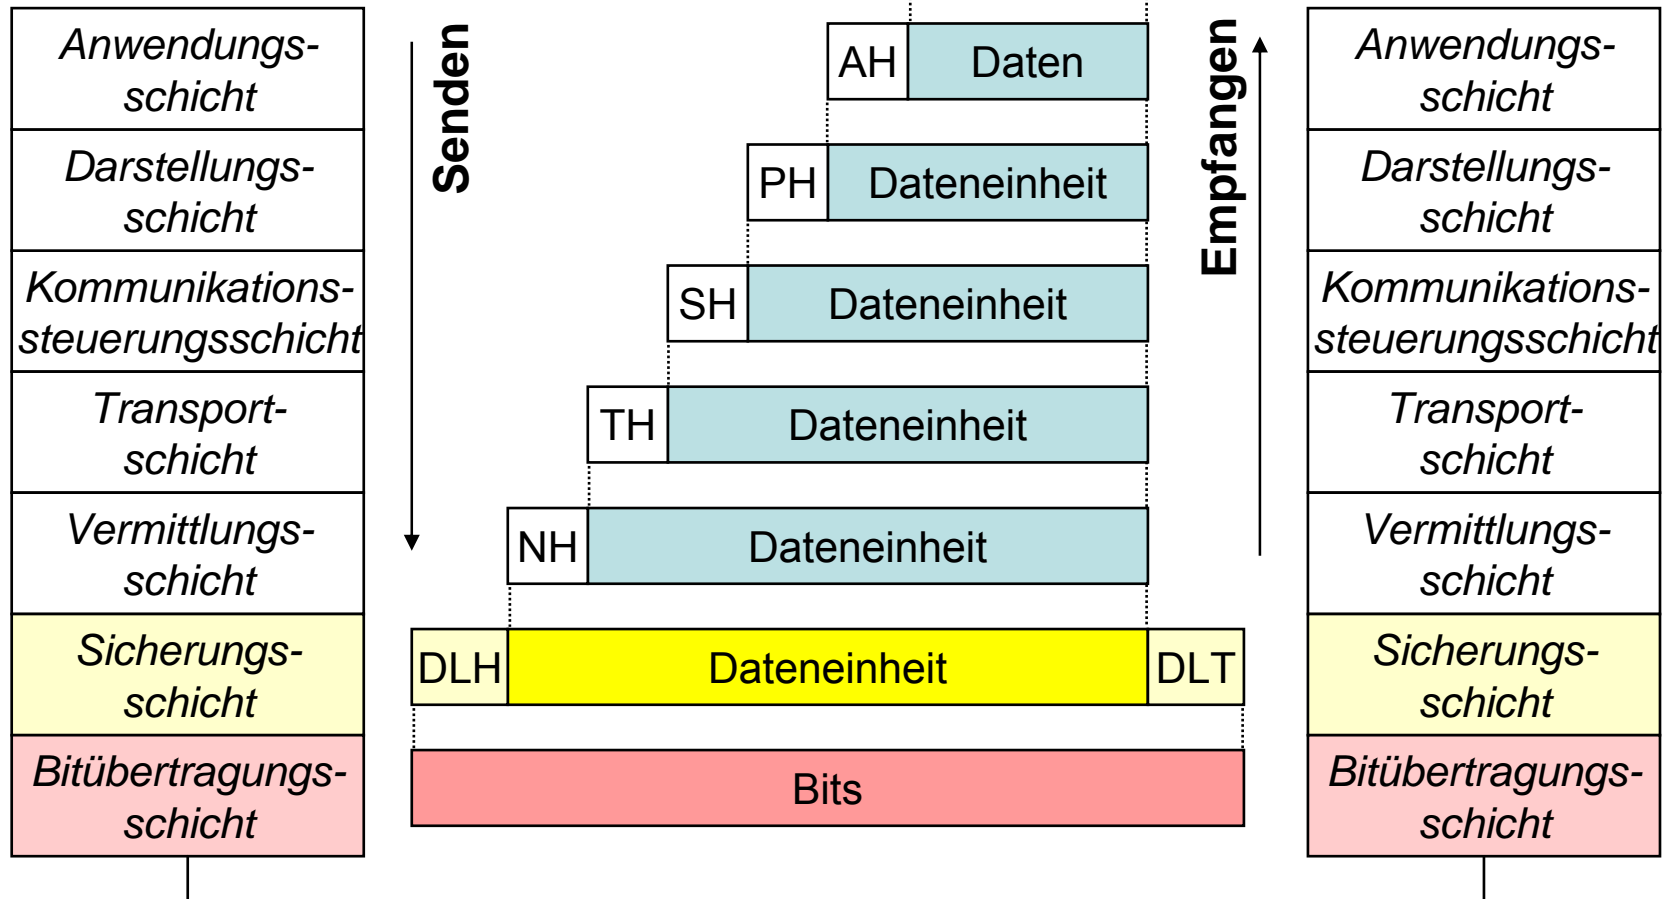 Anwendungs-
schicht
Senden
AH
Daten
Empfangen
Anwendungs-
schicht
Darstellungs-
schicht
PH
Dateneinheit
Darstellungs-
schicht
Kommunikations-
steuerungsschicht
SH
Dateneinheit
Kommunikations-
steuerungsschicht
Transport-
schicht
TH
Dateneinheit
Transport-
schicht
Vermittlungs-
schicht
NH
Dateneinheit
Vermittlungs-
schicht
Sicherungs-
schicht
DLH
Dateneinheit
DLT
Sicherungs-
schicht
Bitübertragungs-
schicht
Bits
Bitübertragungs-
schicht